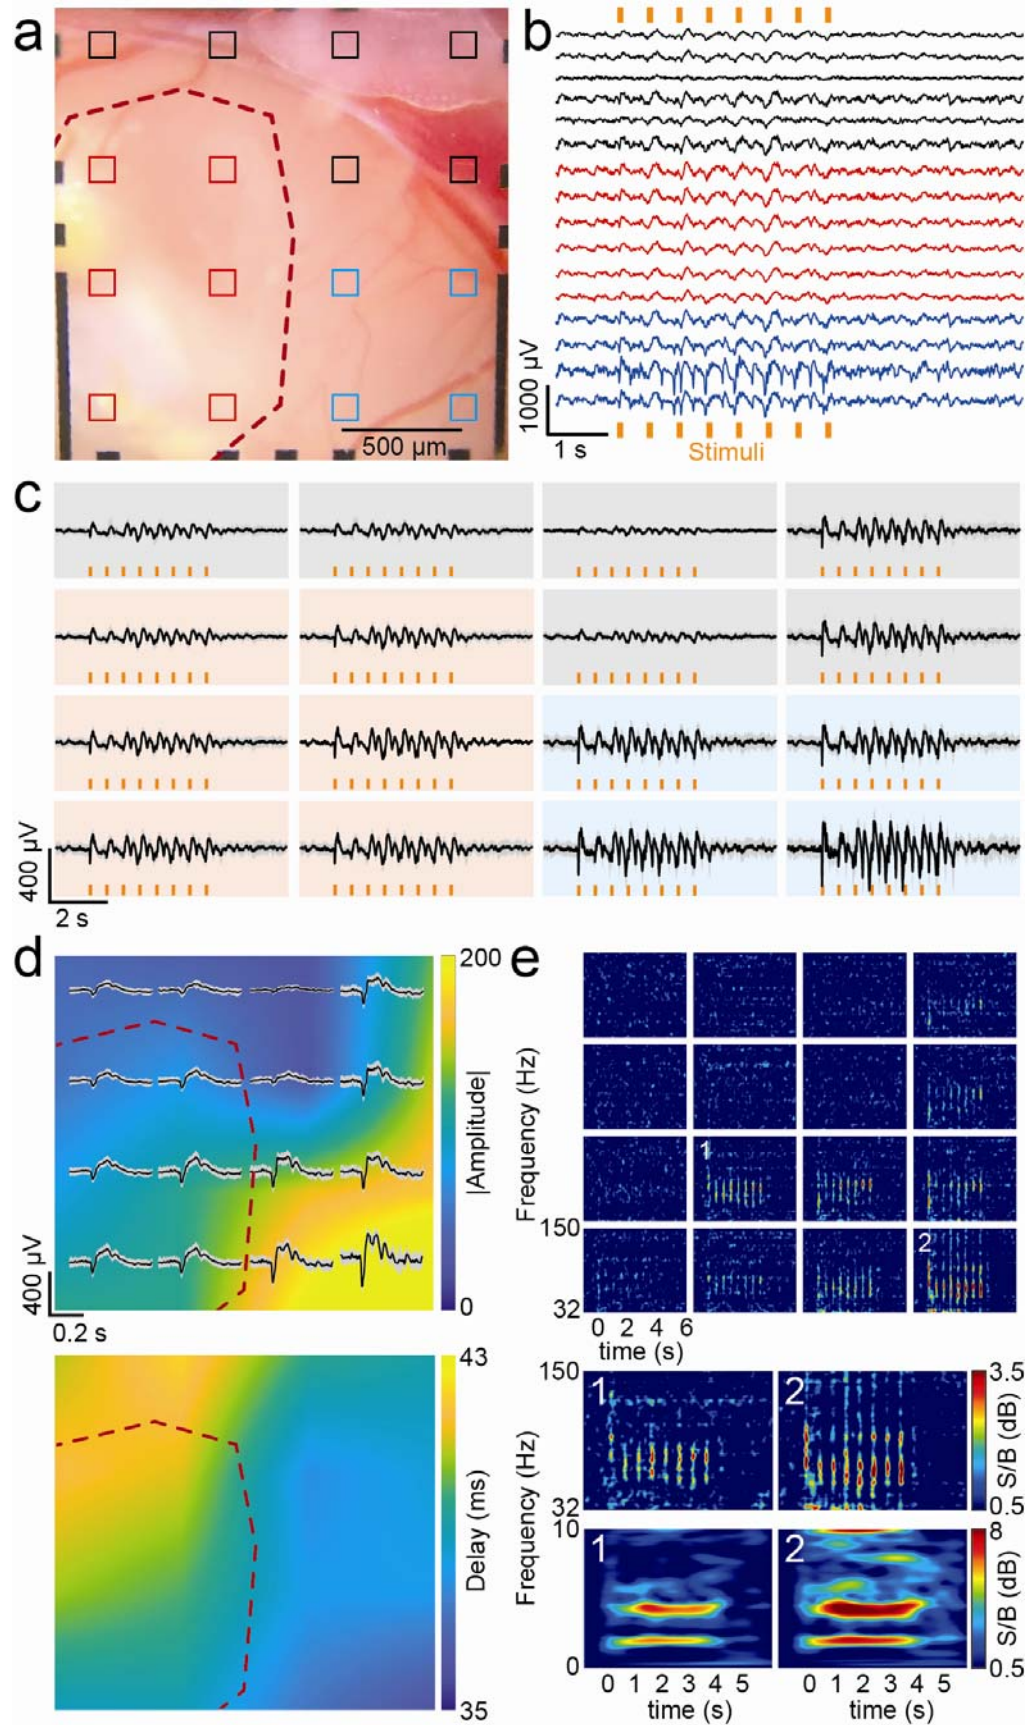 a
500 µm
b
1000 µV
1 s
Stimuli
c
400 µV
2 s
d
200
|Amplitude|
0
400 µV
0.2 s
43
Delay (ms)
35
e
Frequency (Hz)
1
150
2
32
0 2 4 6
time (s)
150
1
2
3.5
S/B (dB)
0.5
Frequency (Hz)
32
10
1
2
8
S/B (dB)
0.5
0
0 1 2 3 4 5
0 1 2 3 4 5
time (s)
time (s)